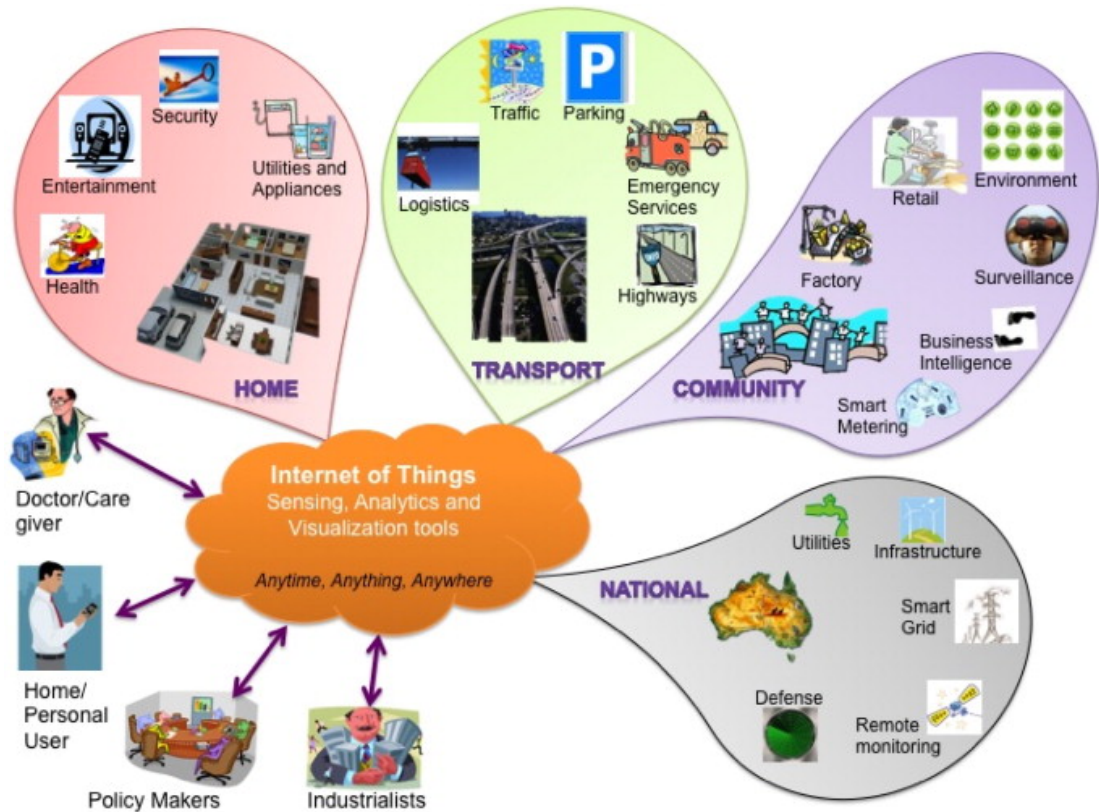 Security
Entertainment
Utilities and
Appliances
Health
HOME
Traffic
P
Parking
Logistics
Emergency
Services
Highways
TRANSPORT
Retail
Environment
Factory
Surveillance
Business
Intelligence
COMMUNITY
Smart
Metering
Internet of Things
Sensing, Analytics and
Visualization tools
Anytime, Anything, Anywhere
Doctor/Care
giver
Home/
Personal
User
Policy Makers
Industrialists
Utilities
Infrastructure
NATIONAL
Smart
Grid
Defense
Remote
monitoring